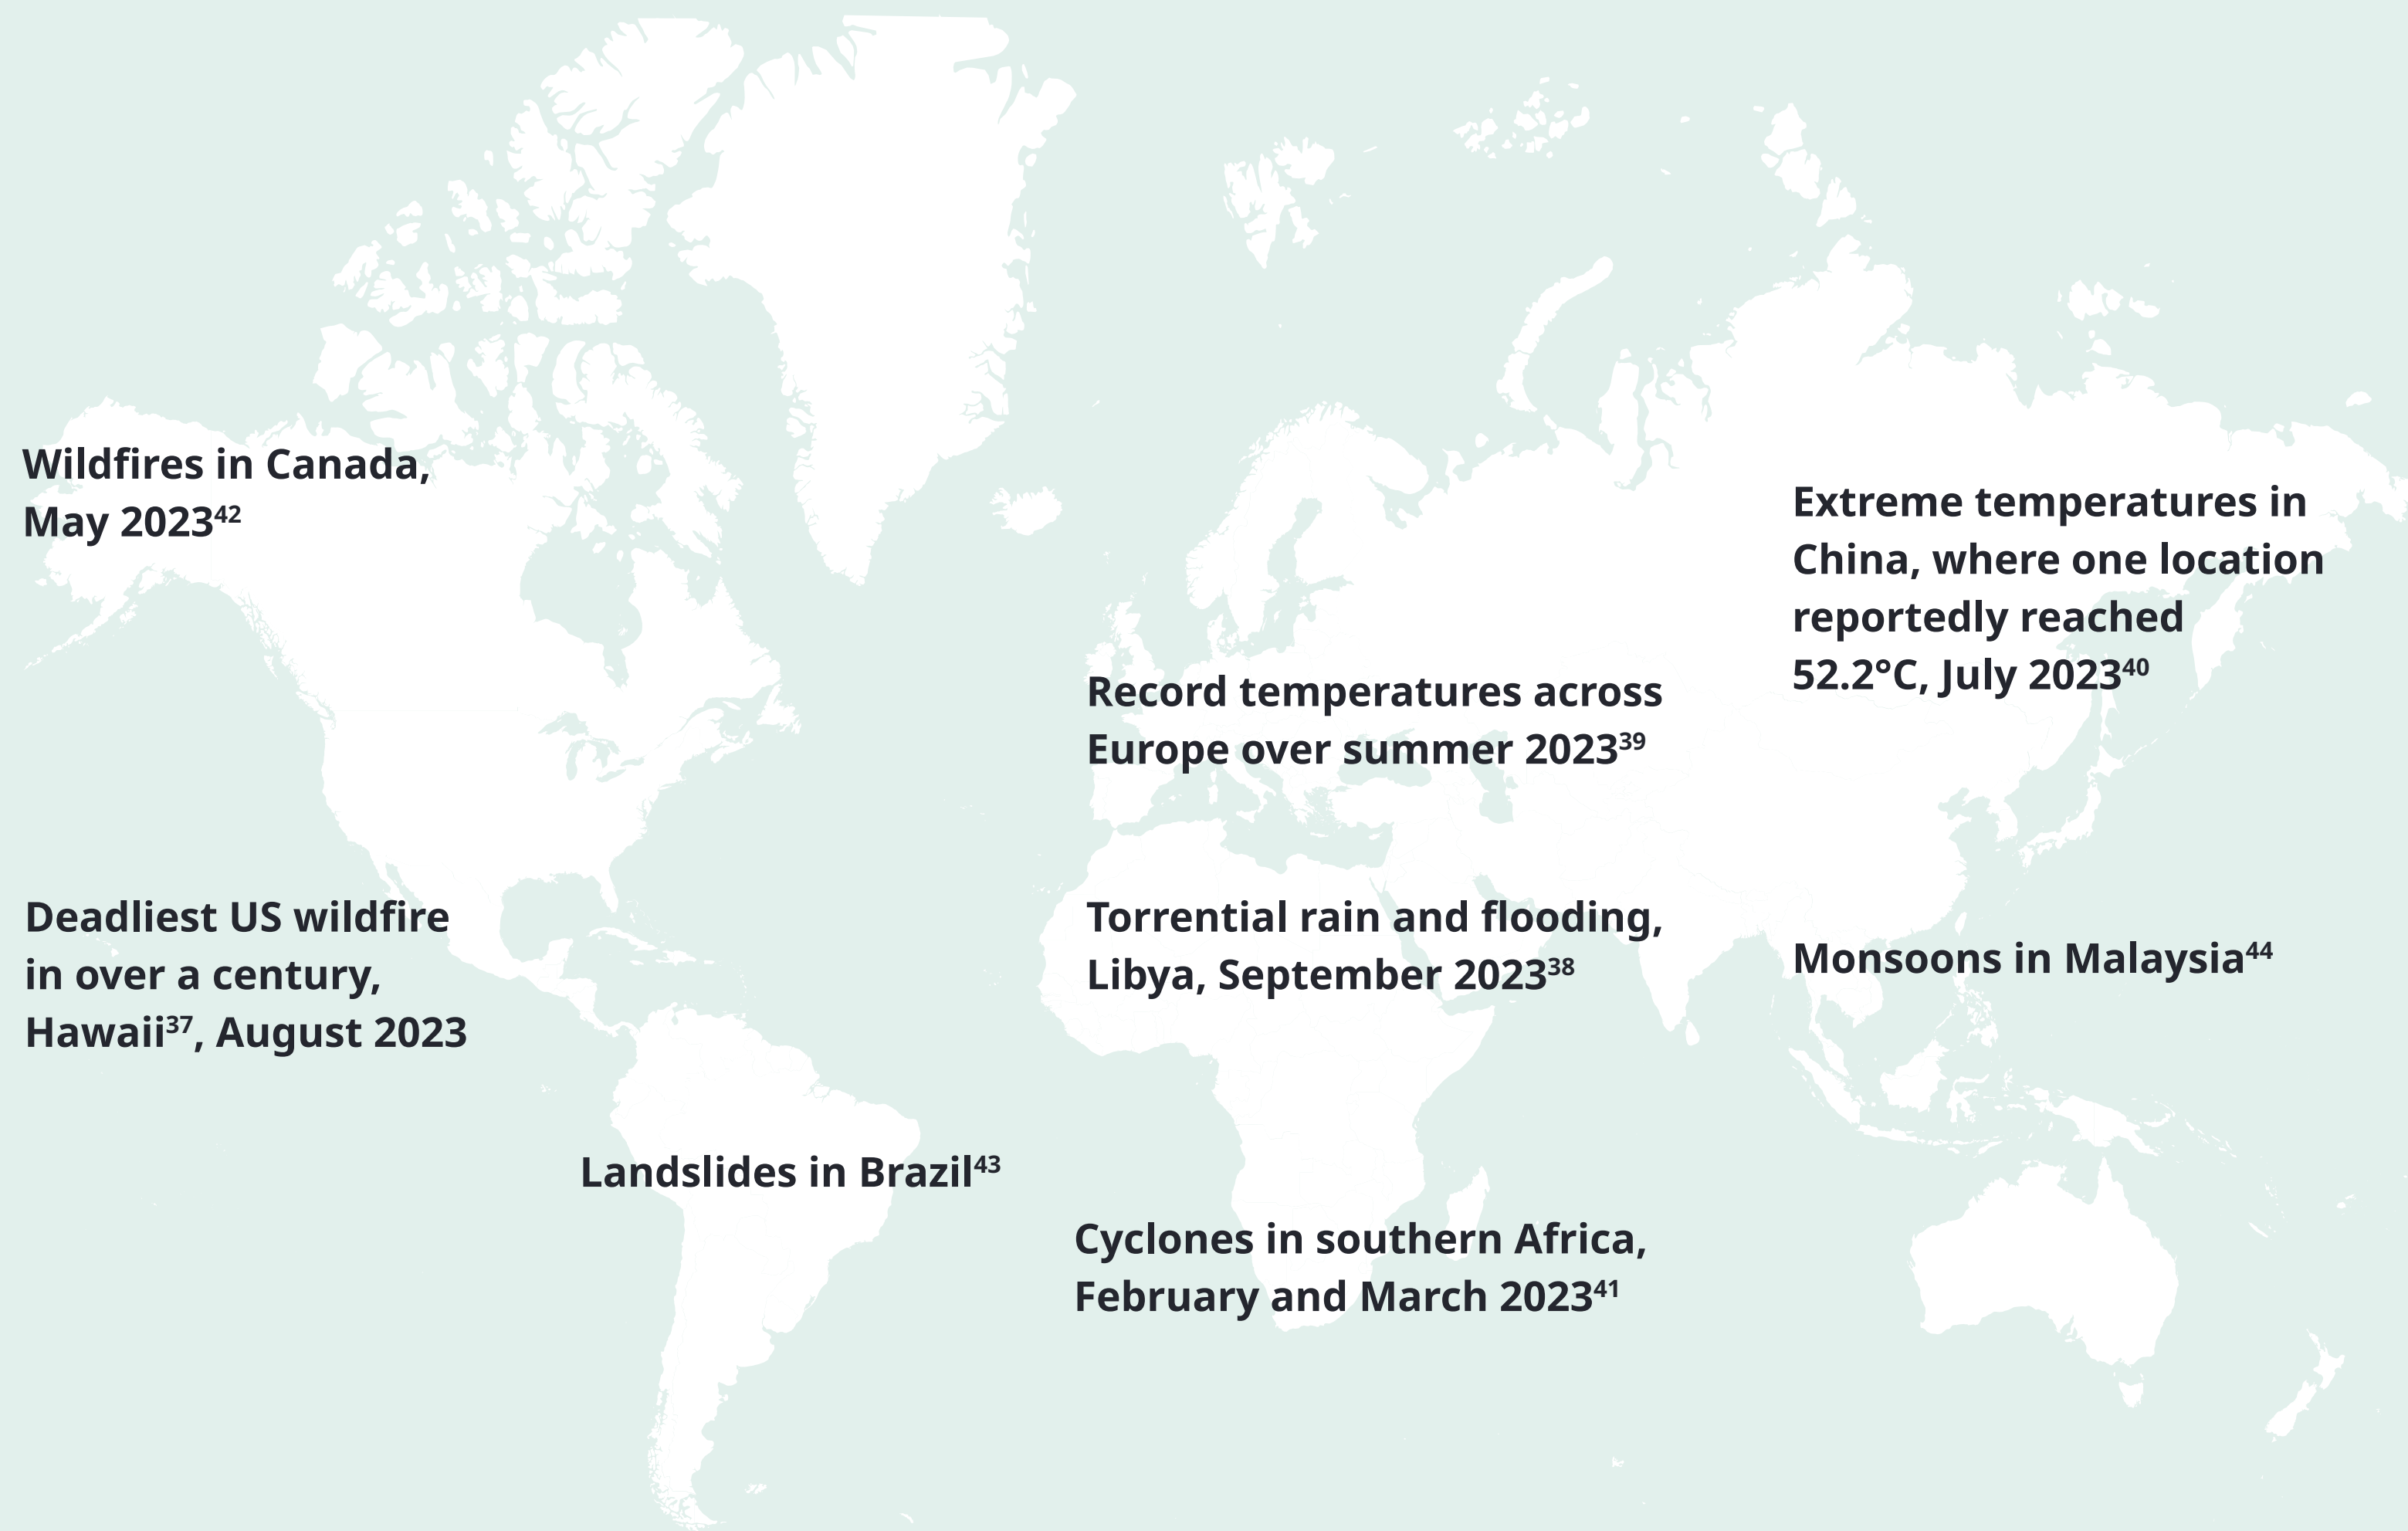 Wildfires in Canada,
May 2023⁴²
Extreme temperatures in
China, where one location
reportedly reached
52.2°C, July 2023⁴⁰
Record temperatures across
Europe over summer 2023³⁹
Deadliest US wildfire
in over a century,
Hawaii³⁷, August 2023
Torrential rain and flooding,
Libya, September 2023³⁸
Monsoons in Malaysia⁴⁴
Landslides in Brazil⁴³
Cyclones in southern Africa,
February and March 2023⁴¹